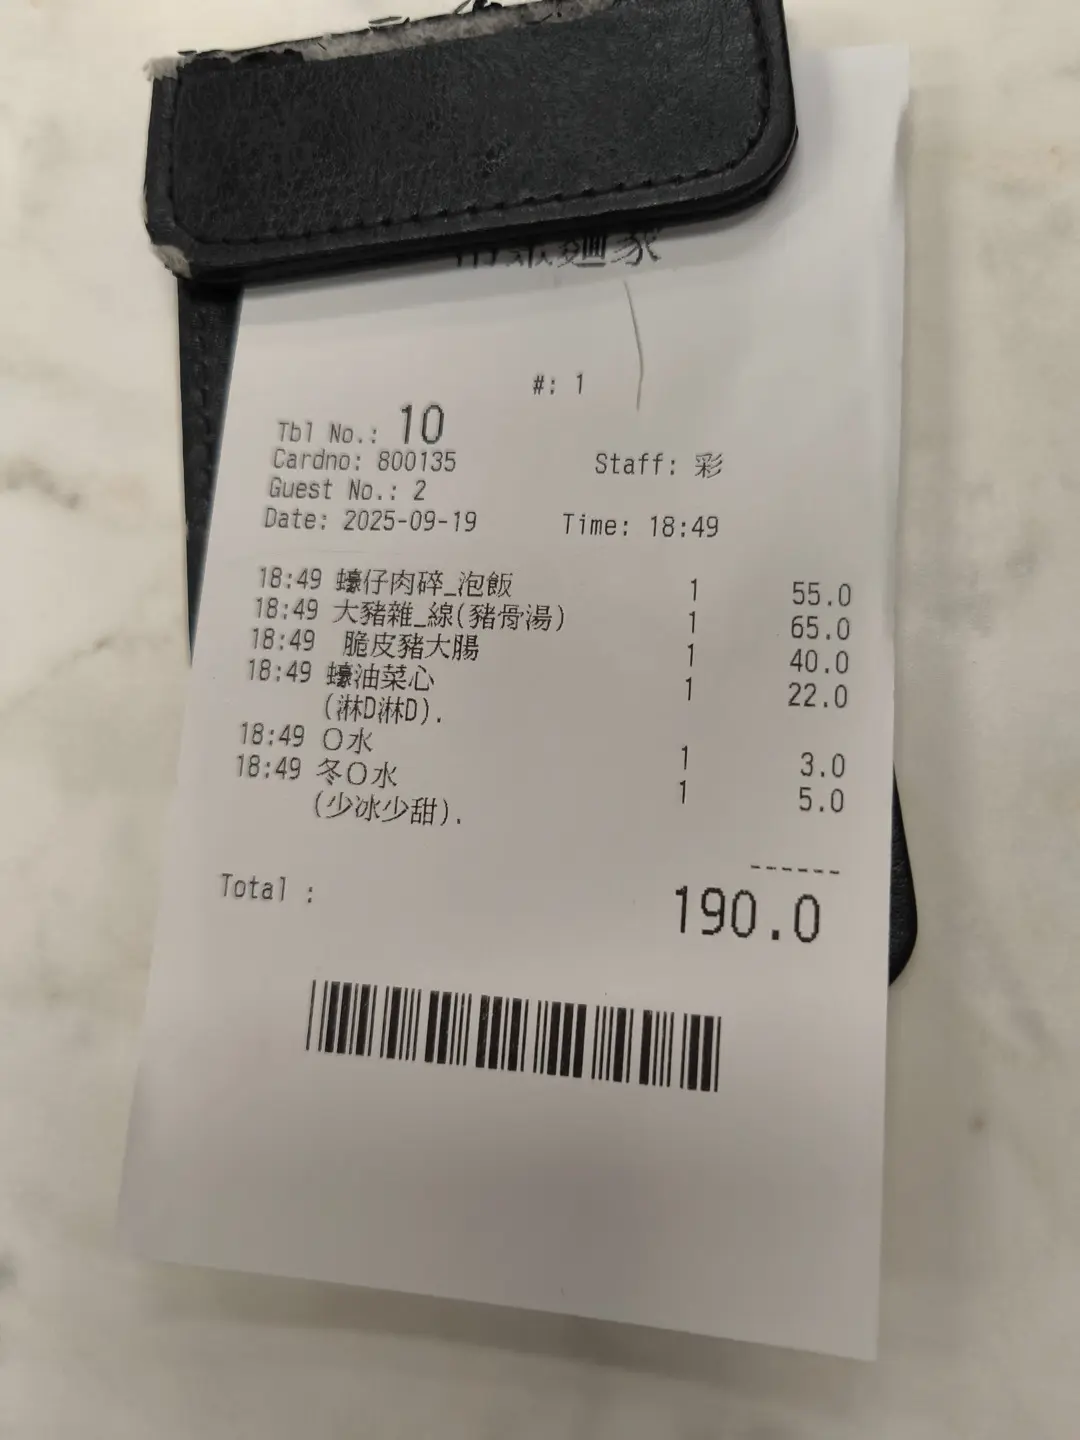 麵家
#: 1
Tbl No.: 10
Cardno: 800135 Staff: 彩
Guest No.: 2
Date: 2025-09-19 Time: 18:49
18:49 蠔仔肉碎_泡飯 1 55.0
18:49 大豬雜_線(豬骨湯) 1 65.0
18:49 脆皮豬大腸 1 40.0
18:49 蠔油菜心 1 22.0
(淋D淋D).
18:49 O水 1 3.0
18:49 冬O水 1 5.0
(少冰少甜).
------
Total : 190.0